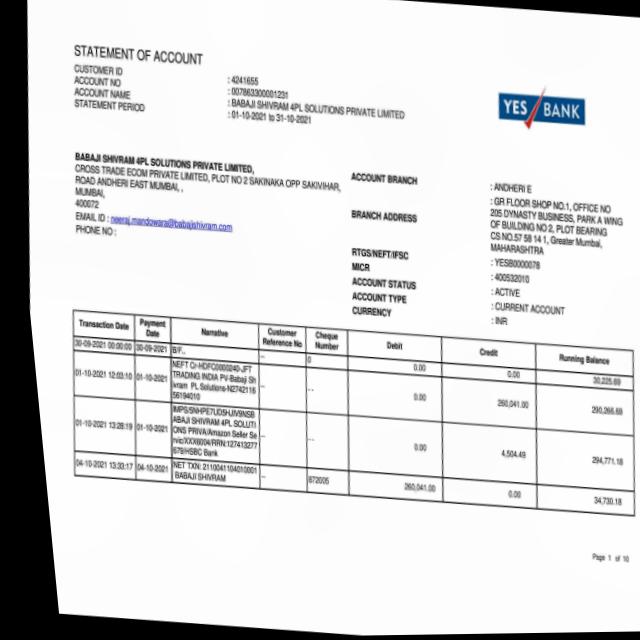 STATEMENT OF ACCOUNT
CUSTOMER ID : 4241655
ACCOUNT NO : 007863300001231
ACCOUNT NAME : BABAJI SHIVRAM 4PL SOLUTIONS PRIVATE LIMITED
STATEMENT PERIOD : 01-10-2021 to 31-10-2021
YES BANK
BABAJI SHIVRAM 4PL SOLUTIONS PRIVATE LIMITED,
CROSS TRADE ECOM PRIVATE LIMITED, PLOT NO 2 SAKINAKA OPP SAKIVIHAR,
ROAD ANDHERI EAST MUMBAI, ,
MUMBAI,
400072
EMAIL ID : neeraj.mandowara@babajishivram.com
PHONE NO :
ACCOUNT BRANCH : ANDHERI E
BRANCH ADDRESS : GR FLOOR SHOP NO.1, OFFICE NO
205 DYNASTY BUSINESS, PARK A WING
OF BUILDING NO 2, PLOT BEARING
CS NO.57 58 14 1, Greater Mumbai,
MAHARASHTRA
RTGS/NEFT/IFSC : YESB0000078
MICR : 400532010
ACCOUNT STATUS : ACTIVE
ACCOUNT TYPE : CURRENT ACCOUNT
CURRENCY : INR
Transaction Date Payment Date Narrative Customer Reference No Cheque Number Debit Credit Running Balance
30-09-2021 00:00:00 30-09-2021 B/F.. -- 0 0.00 0.00 30,225.69
01-10-2021 12:03:10 01-10-2021 NEFT Cr-HDFC0000240-JFT
TRADING INDIA PV-Babaji Sh
ivram PL Solutions-N2742116
56194010 -- -- 0.00 260,041.00 290,266.69
01-10-2021 13:28:19 01-10-2021
ABAJI SHIVRAM 4PL SOLUTI
ONS PRIVA/Amazon Seller Se
rvic/XXX6004/RRN:127413277
678/HSBC Bank -- -- 0.00 4,504.49 294,771.18
04-10-2021 13:33:17 04-10-2021 NET TXN: 2110041104010001
BABAJI SHIVRAM -- 872005 260,041.00 0.00 34,730.18
Page 1 of 10